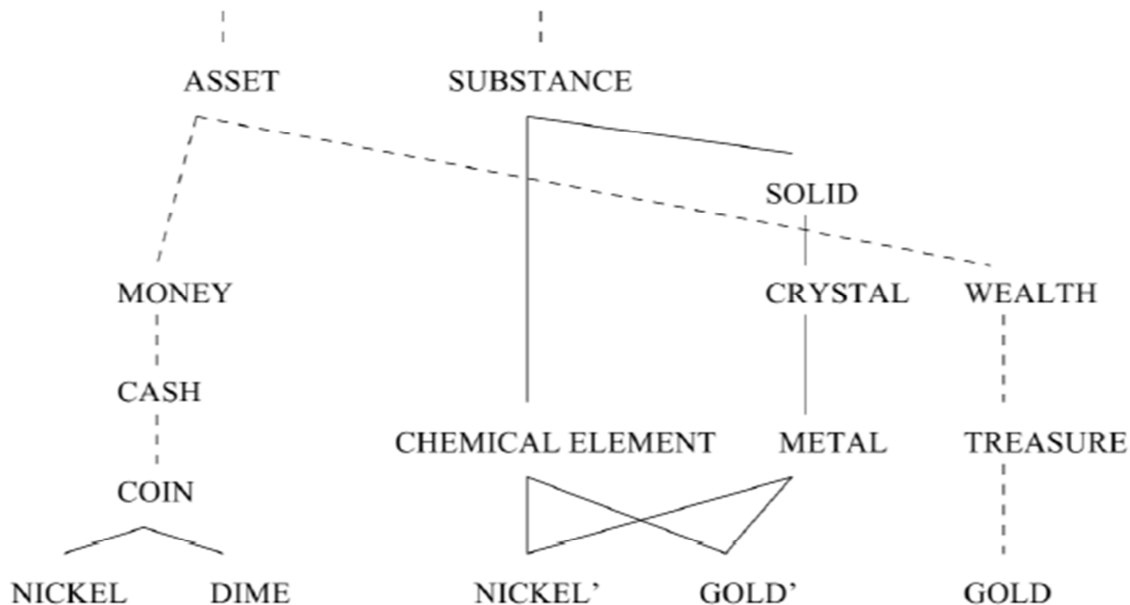 ASSET SUBSTANCE
SOLID
MONEY CRYSTAL WEALTH
CASH
CHEMICAL ELEMENT METAL TREASURE
COIN
NICKEL DIME NICKEL’ GOLD’ GOLD